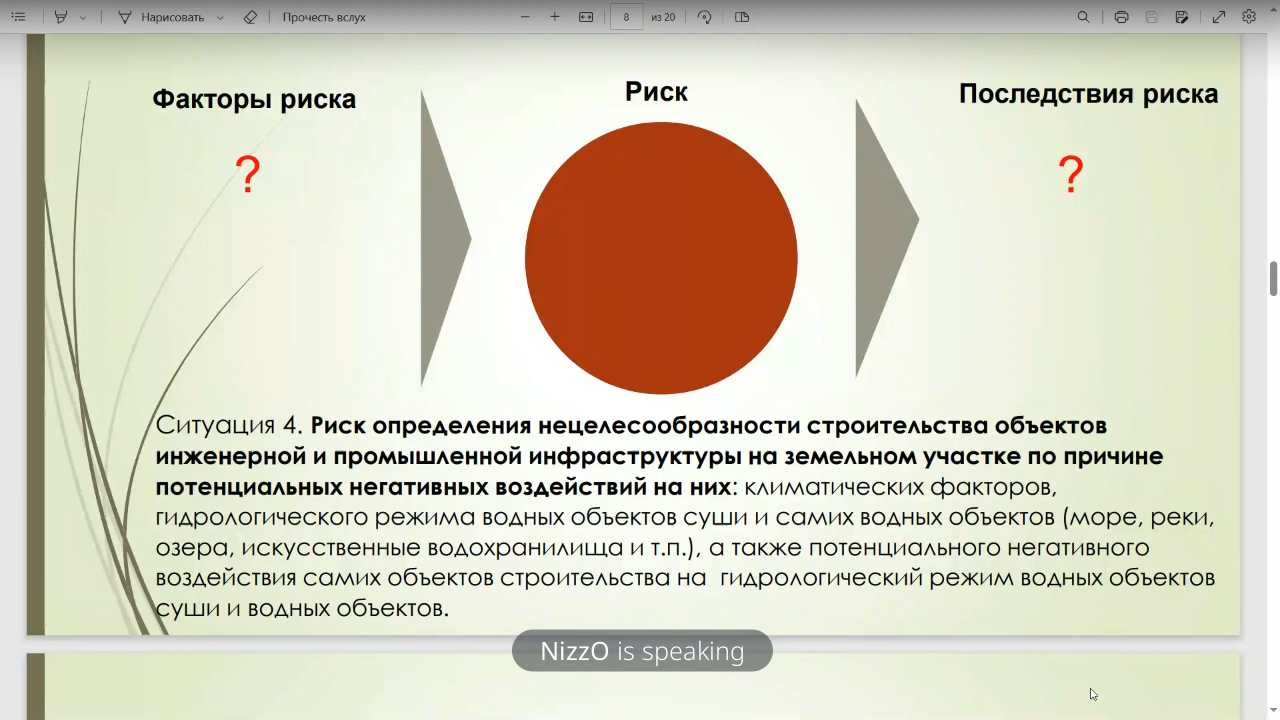 Нарисовать
Прочесть вслух
8
из 20
Факторы риска
Риск
Последствия риска
?
?
Ситуация 4. Риск определения нецелесообразности строительства объектов
инженерной и промышленной инфраструктуры на земельном участке по причине
потенциальных негативных воздействий на них: климатических факторов,
гидрологического режима водных объектов суши и самих водных объектов (море, реки,
озера, искусственные водохранилища и т.п.), а также потенциального негативного
воздействия самих объектов строительства на гидрологический режим водных объектов
суши и водных объектов.
NizzO is speaking